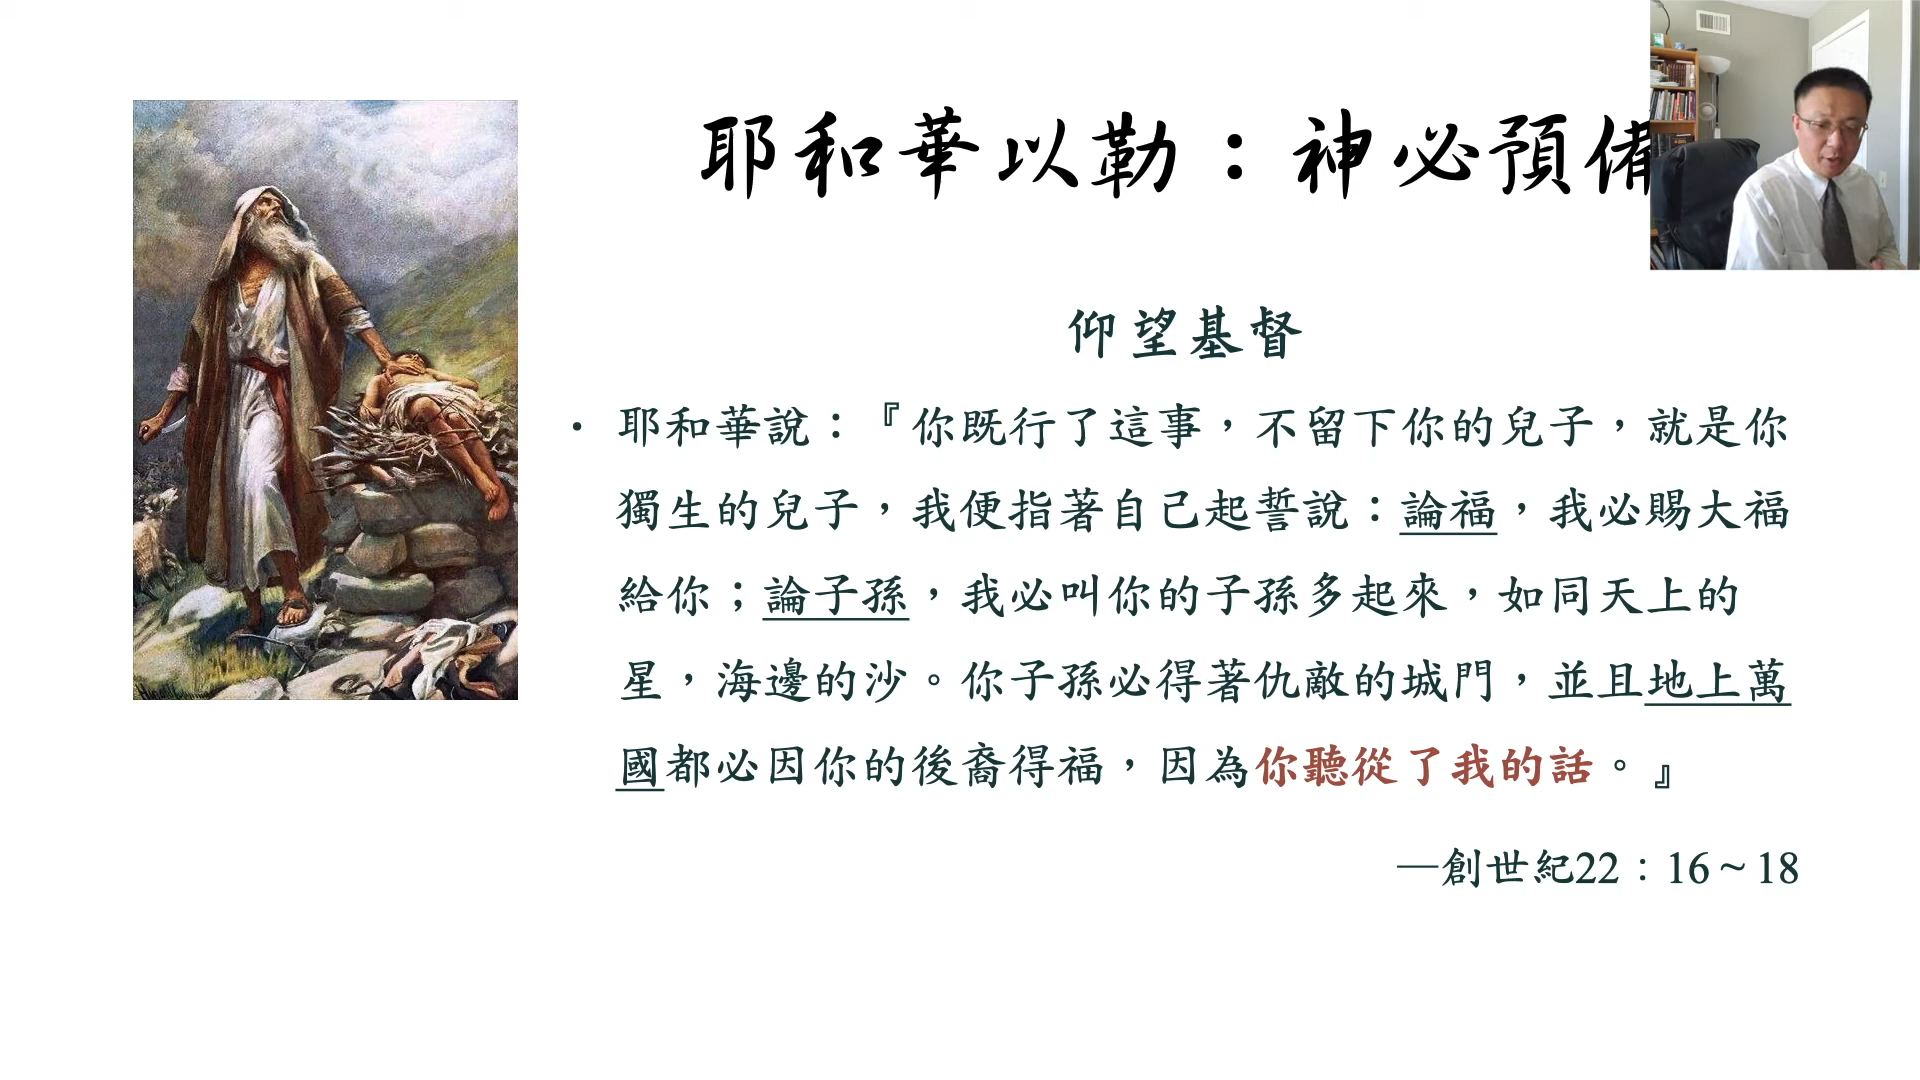 耶和華以勒：神必預備
仰望基督
• 耶和華說：『你既行了這事，不留下你的兒子，就是你
獨生的兒子，我便指著自己起誓說：論福，我必賜大福
給你；論子孫，我必叫你的子孫多起來，如同天上的
星，海邊的沙。你子孫必得著仇敵的城門，並且地上萬
國都必因你的後裔得福，因為你聽從了我的話。』
—創世紀22：16～18